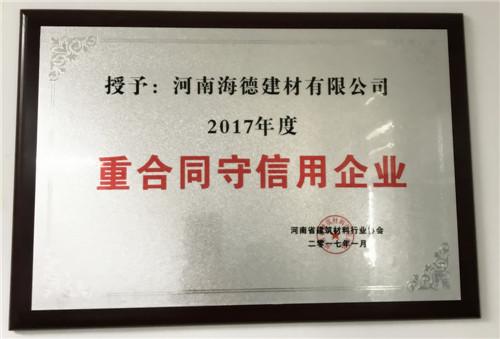 授予：河南海德建材有限公司
2017年度
重合同守信用企业
河南省建筑材料行业协会
二零一七年一月